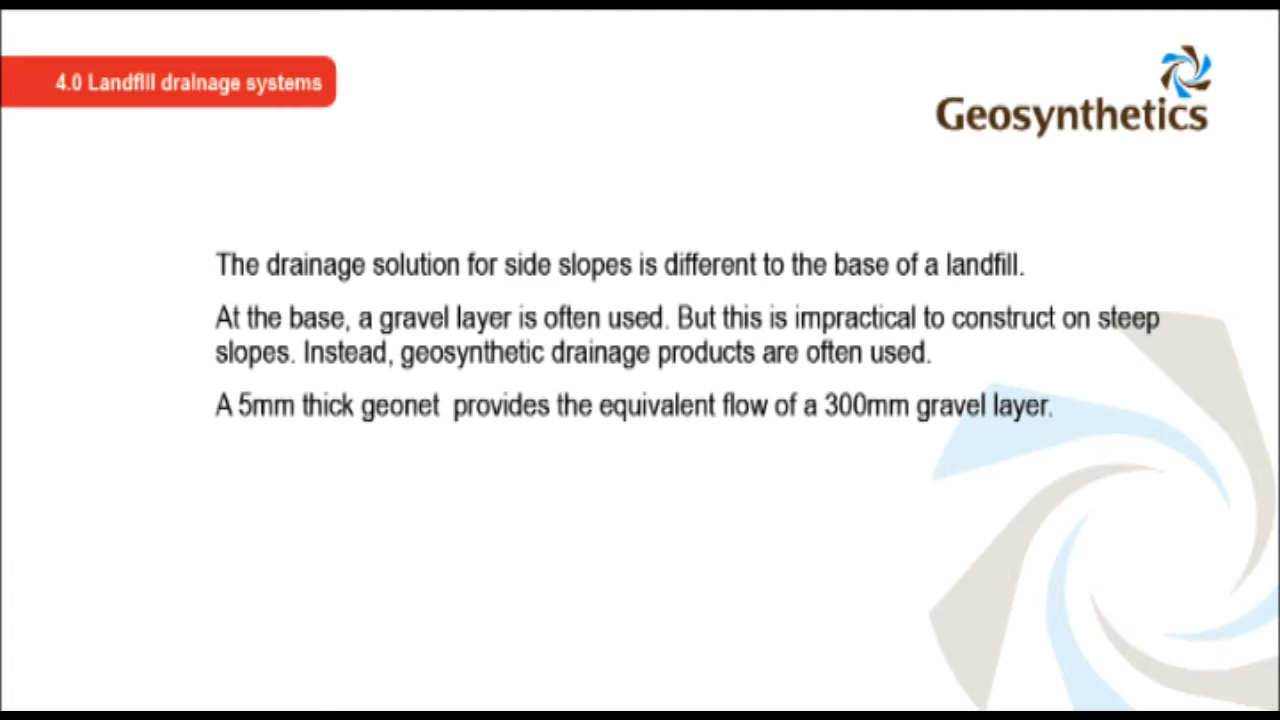 4.0 Landfill drainage systems
Geosynthetics
The drainage solution for side slopes is different to the base of a landfill.
At the base, a gravel layer is often used. But this is impractical to construct on steep
slopes. Instead, geosynthetic drainage products are often used.
A 5mm thick geonet  provides the equivalent flow of a 300mm gravel layer.